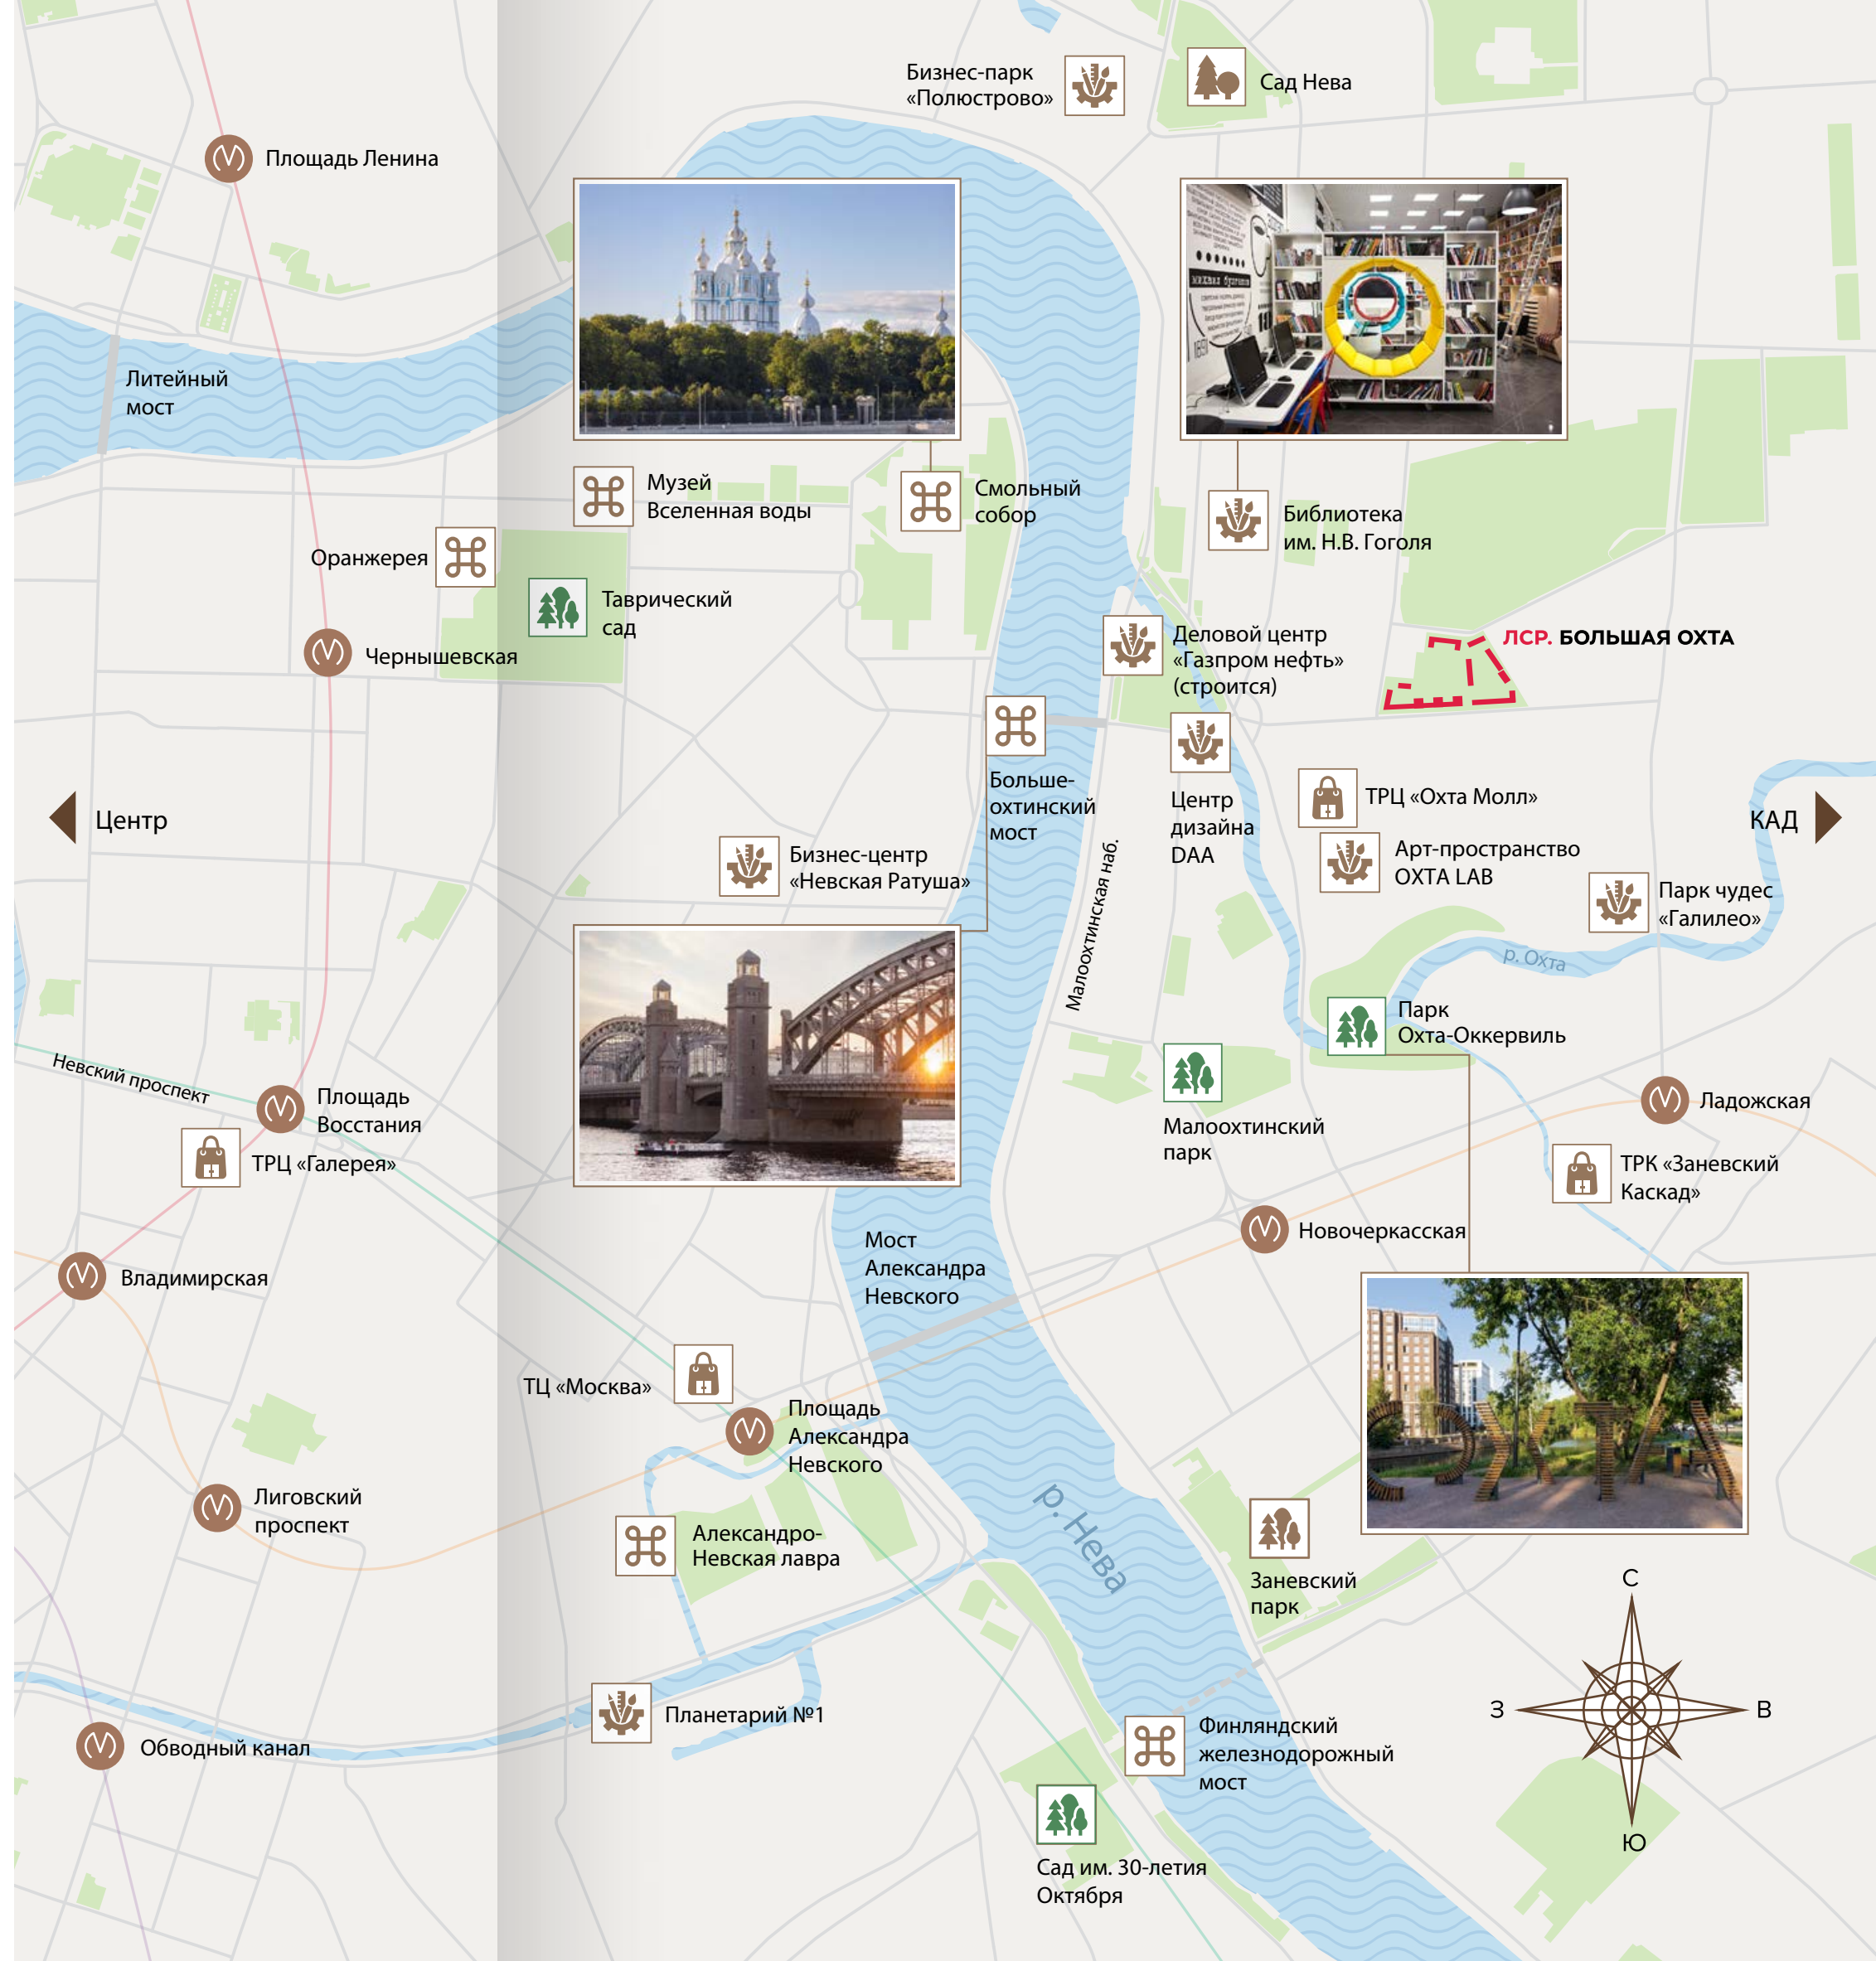 Бизнес-парк
«Полюстрово»
Сад Нева
Площадь Ленина
Литейный
мост
Музей
Вселенная воды
Смольный
собор
Библиотека
им. Н.В. Гоголя
Оранжерея
Таврический
сад
Чернышевская
Деловой центр
«Газпром нефть»
(строится)
ЛСР. БОЛЬШАЯ ОХТА
Больше-
охтинский
мост
Центр
дизайна
DAA
ТРЦ «Охта Молл»
Центр
КАД
Бизнес-центр
«Невская Ратуша»
Арт-пространство
OXTA LAB
Парк чудес
«Галилео»
Малоохтинская наб.
р. Охта
Парк
Охта-Оккервиль
Невский проспект
Площадь
Восстания
ТРЦ «Галерея»
Малоохтинский
парк
Ладожская
ТРК «Заневский
Каскад»
Новочеркасская
Владимирская
Мост
Александра
Невского
ТЦ «Москва»
Площадь
Александра
Невского
ОХТА
Лиговский
проспект
Александро-
Невская лавра
р. Нева
Заневский
парк
Планетарий №1
Обводный канал
Финляндский
железнодорожный
мост
Сад им. 30-летия
Октября
С
З
В
Ю
михаил булгаков
1891